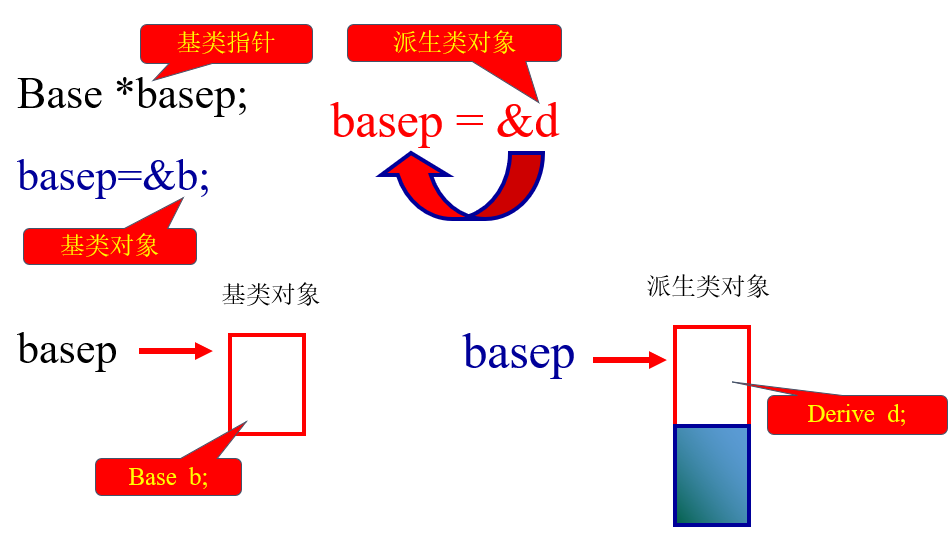 基类指针
派生类对象
Base *basep;
basep = &d
basep=&b;
基类对象
基类对象
派生类对象
basep
basep
Derive d;
Base b;